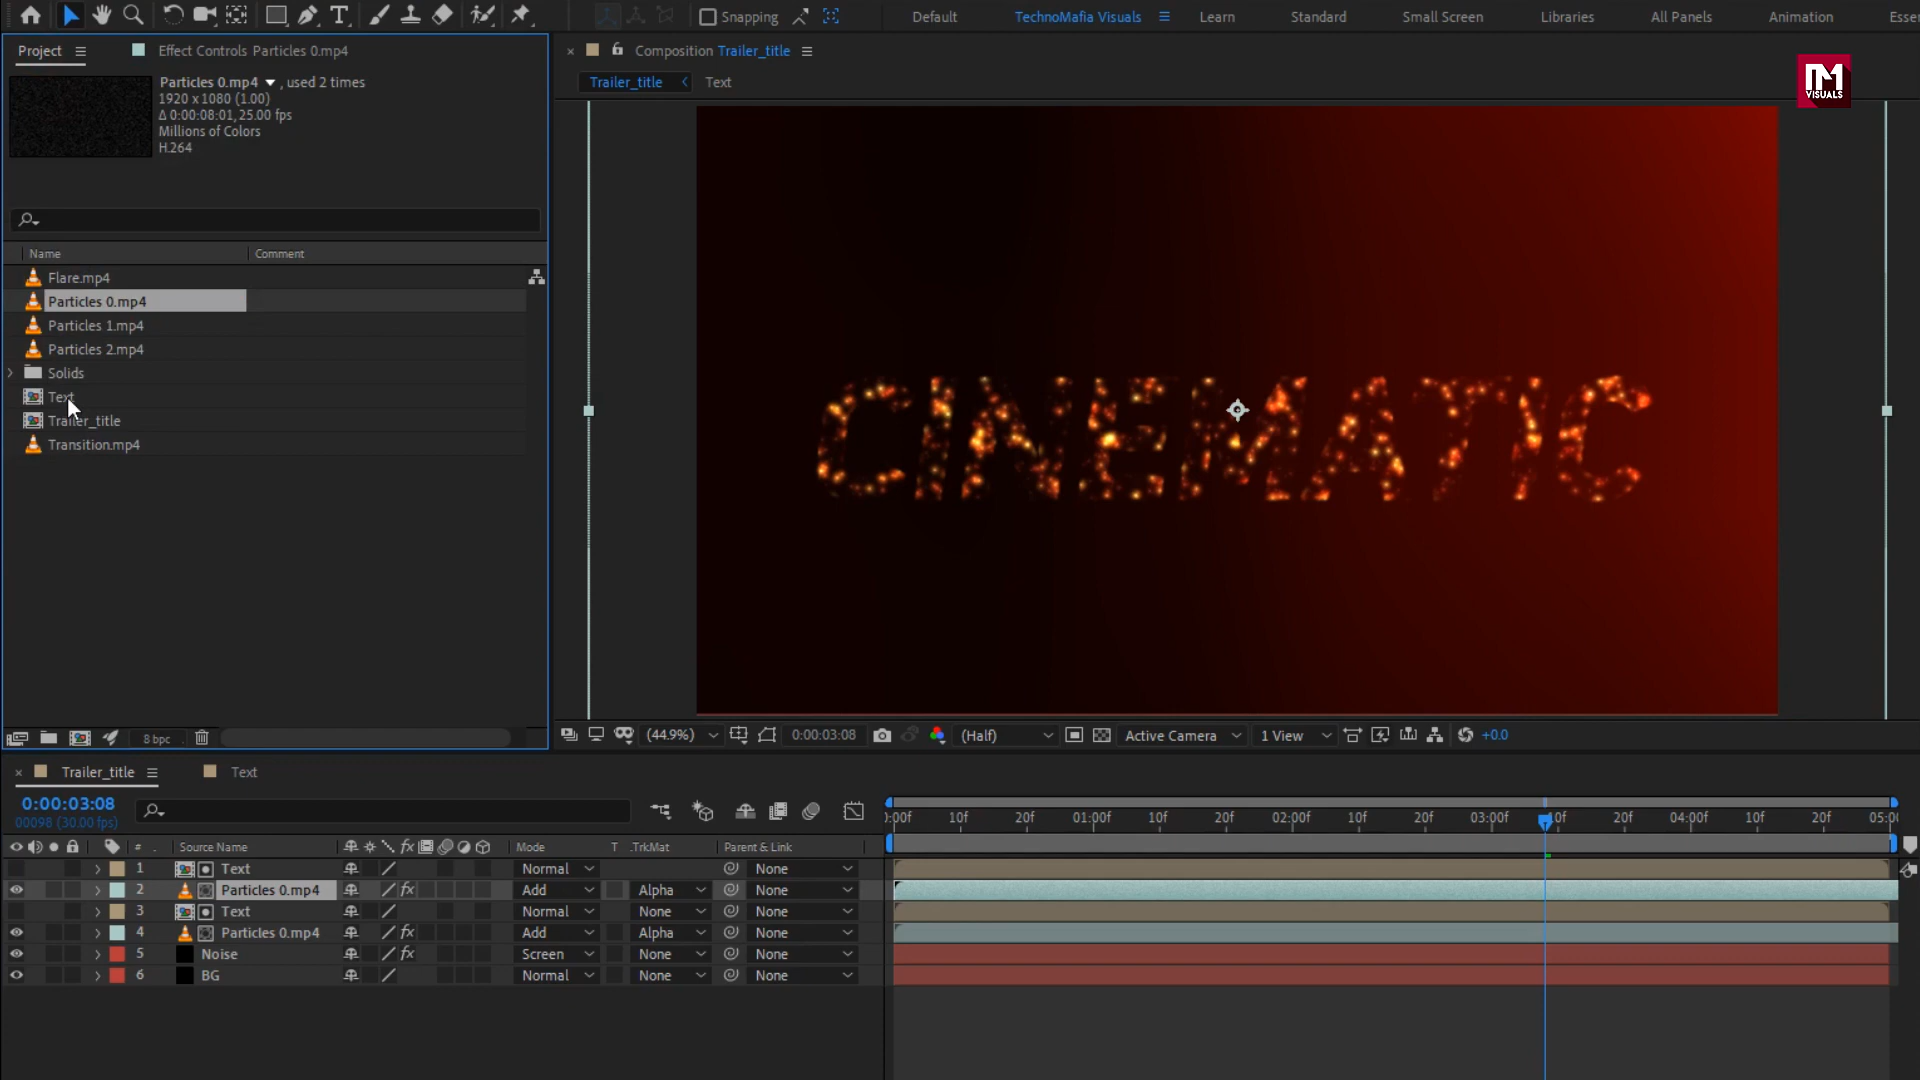 Snapping
Default
TechnoMafia Visuals
Learn
Standard
Small Screen
Libraries
All Panels
Animation
Esse
Project
Effect Controls Particles 0.mp4
Composition Trailer_title
Trailer_title
Text
VISUALS
Particles 0.mp4 , used 2 times
1920 x 1080 (1.00)
Δ 0:00:08:01, 25.00 fps
Millions of Colors
H.264
Name
Comment
Flare.mp4
Particles 0.mp4
Particles 1.mp4
Particles 2.mp4
Solids
Text
Trailer_title
Transition.mp4
CINEMATIC
8 bpc
(44.9%)
0:00:03:08
(Half)
Active Camera
1 View
+0.0
Trailer_title
Text
0:00:03:08
00098 (30.00 fps)
):00f 10f 20f 01:00f 10f 20f 02:00f 10f 20f 03:00f 10f 20f 04:00f 10f 20f 05:00
# Source Name Mode T .TrkMat Parent & Link
1 Text Normal None
2 Particles 0.mp4 Add Alpha None
3 Text Normal None None
4 Particles 0.mp4 Add Alpha None
5 Noise Screen None None
6 BG Normal None None